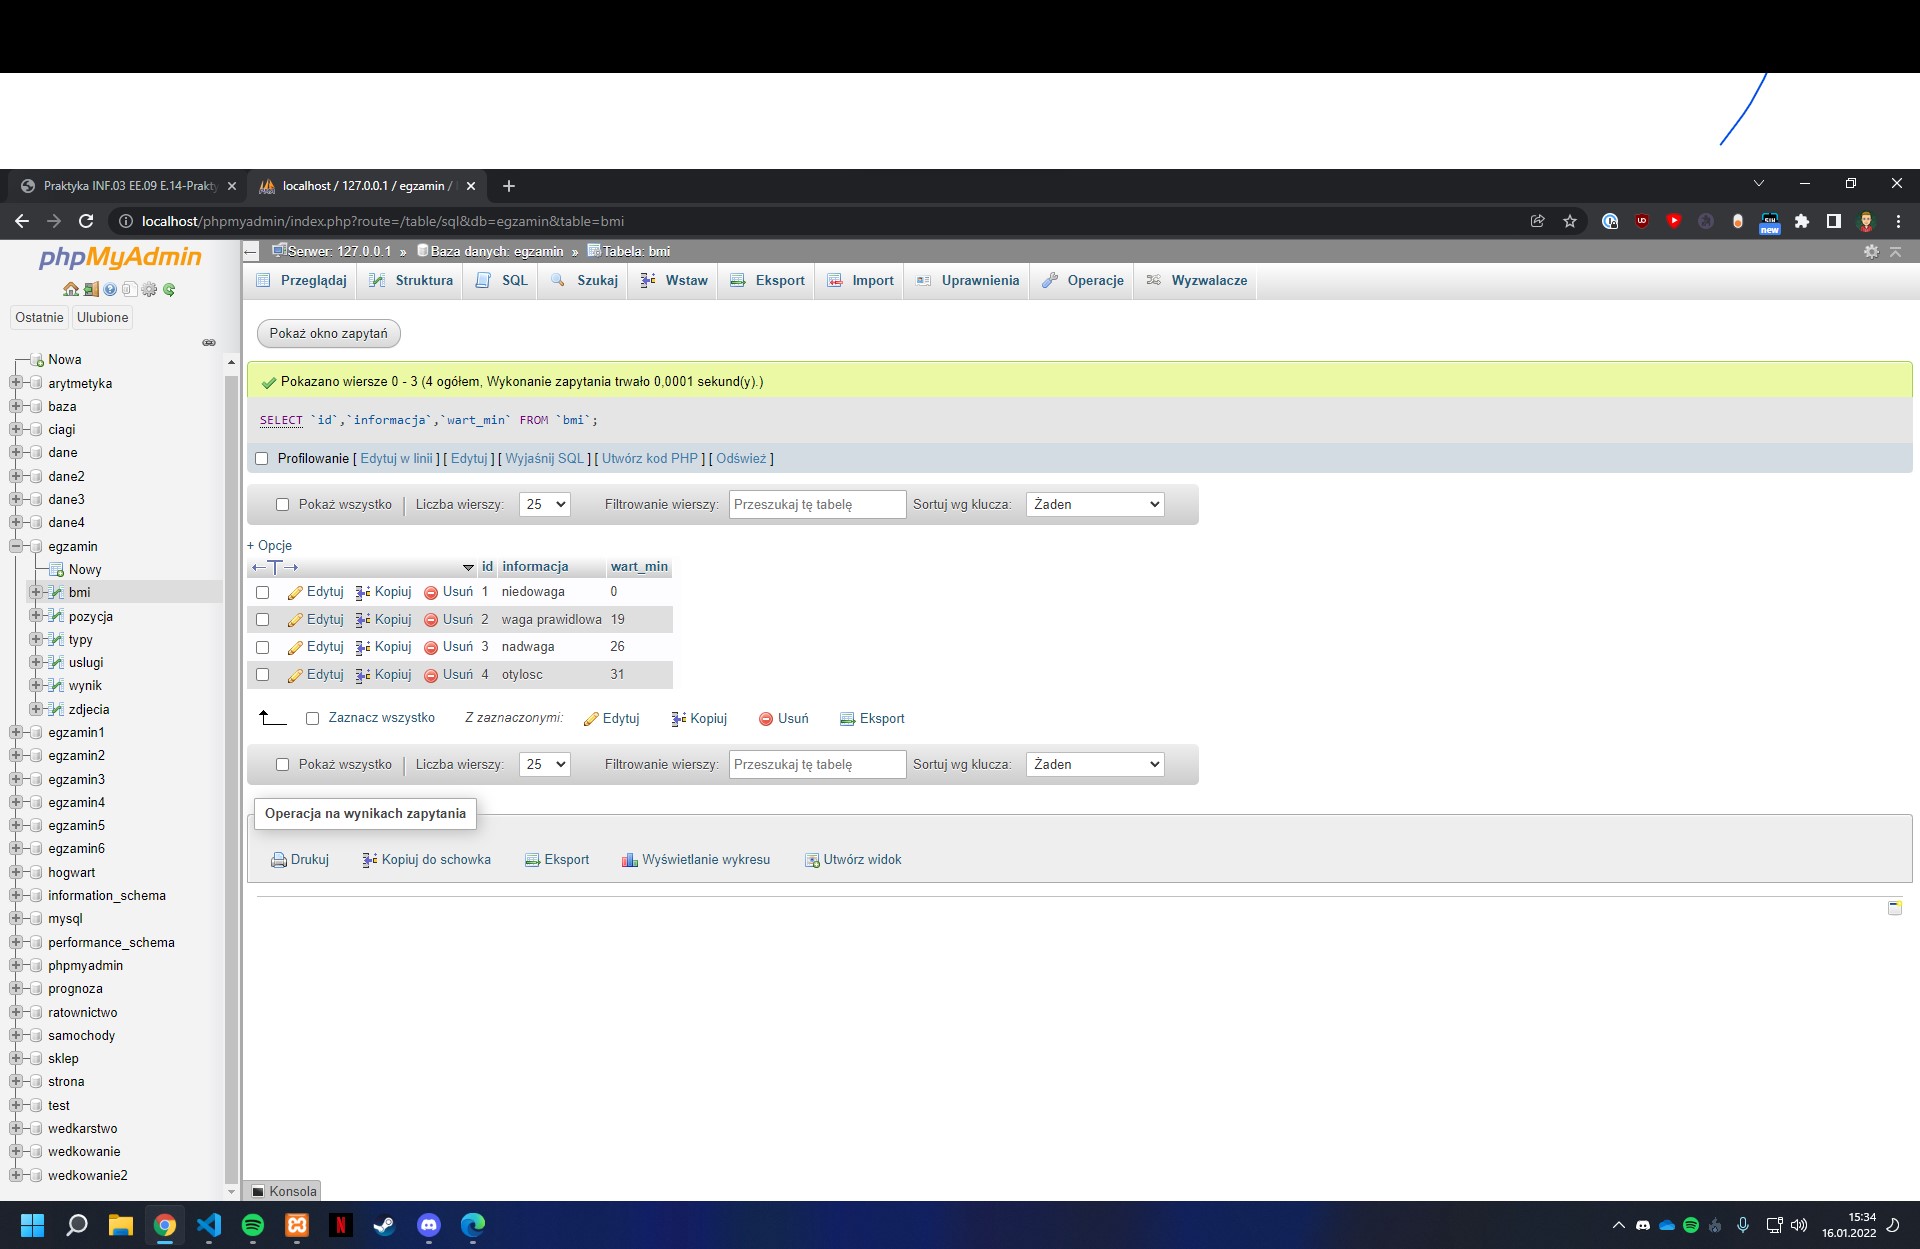 Praktyka INF.03 EE.09 E.14-Prakty
localhost / 127.0.0.1 / egzamin /
localhost/phpmyadmin/index.php?route=/table/sql&db=egzamin&table=bmi
new
phpMyAdmin
Ostatnie Ulubione
Nowa
arytmetyka
baza
ciagi
dane
dane2
dane3
dane4
egzamin
Nowy
bmi
pozycja
typy
uslugi
wynik
zdjecia
egzamin1
egzamin2
egzamin3
egzamin4
egzamin5
egzamin6
hogwart
information_schema
mysql
performance_schema
phpmyadmin
prognoza
ratownictwo
samochody
sklep
strona
test
wedkarstwo
wedkowanie
wedkowanie2
Serwer: 127.0.0.1 » Baza danych: egzamin » Tabela: bmi
Przeglądaj Struktura SQL Szukaj Wstaw Eksport Import Uprawnienia Operacje Wyzwalacze
Pokaż okno zapytań
Pokazano wiersze 0 - 3 (4 ogółem, Wykonanie zapytania trwało 0,0001 sekund(y).)
SELECT `id`,`informacja`,`wart_min` FROM `bmi`;
Profilowanie [ Edytuj w linii ] [ Edytuj ] [ Wyjaśnij SQL ] [ Utwórz kod PHP ] [ Odśwież ]
Pokaż wszystko Liczba wierszy: 25 Filtrowanie wierszy: Przeszukaj tę tabelę Sortuj wg klucza: Żaden
+ Opcje
←T→ id informacja wart_min
Edytuj Kopiuj Usuń 1 niedowaga 0
Edytuj Kopiuj Usuń 2 waga prawidlowa 19
Edytuj Kopiuj Usuń 3 nadwaga 26
Edytuj Kopiuj Usuń 4 otylosc 31
Zaznacz wszystko Z zaznaczonymi: Edytuj Kopiuj Usuń Eksport
Pokaż wszystko Liczba wierszy: 25 Filtrowanie wierszy: Przeszukaj tę tabelę Sortuj wg klucza: Żaden
Operacja na wynikach zapytania
Drukuj Kopiuj do schowka Eksport Wyświetlanie wykresu Utwórz widok
Konsola
15:34
16.01.2022